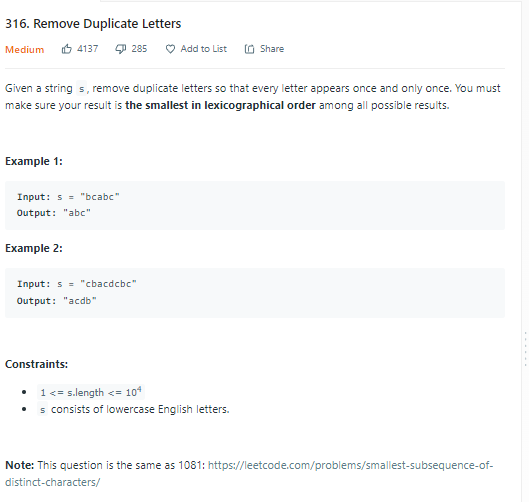 316. Remove Duplicate Letters
Medium 4137 285 Add to List Share
Given a string s, remove duplicate letters so that every letter appears once and only once. You must
make sure your result is the smallest in lexicographical order among all possible results.
Example 1:
Input: s = "bcabc"
Output: "abc"
Example 2:
Input: s = "cbacdcbc"
Output: "acdb"
Constraints:
• 1 <= s.length <= 10⁴
• s consists of lowercase English letters.
Note: This question is the same as 1081: https://leetcode.com/problems/smallest-subsequence-of-
distinct-characters/